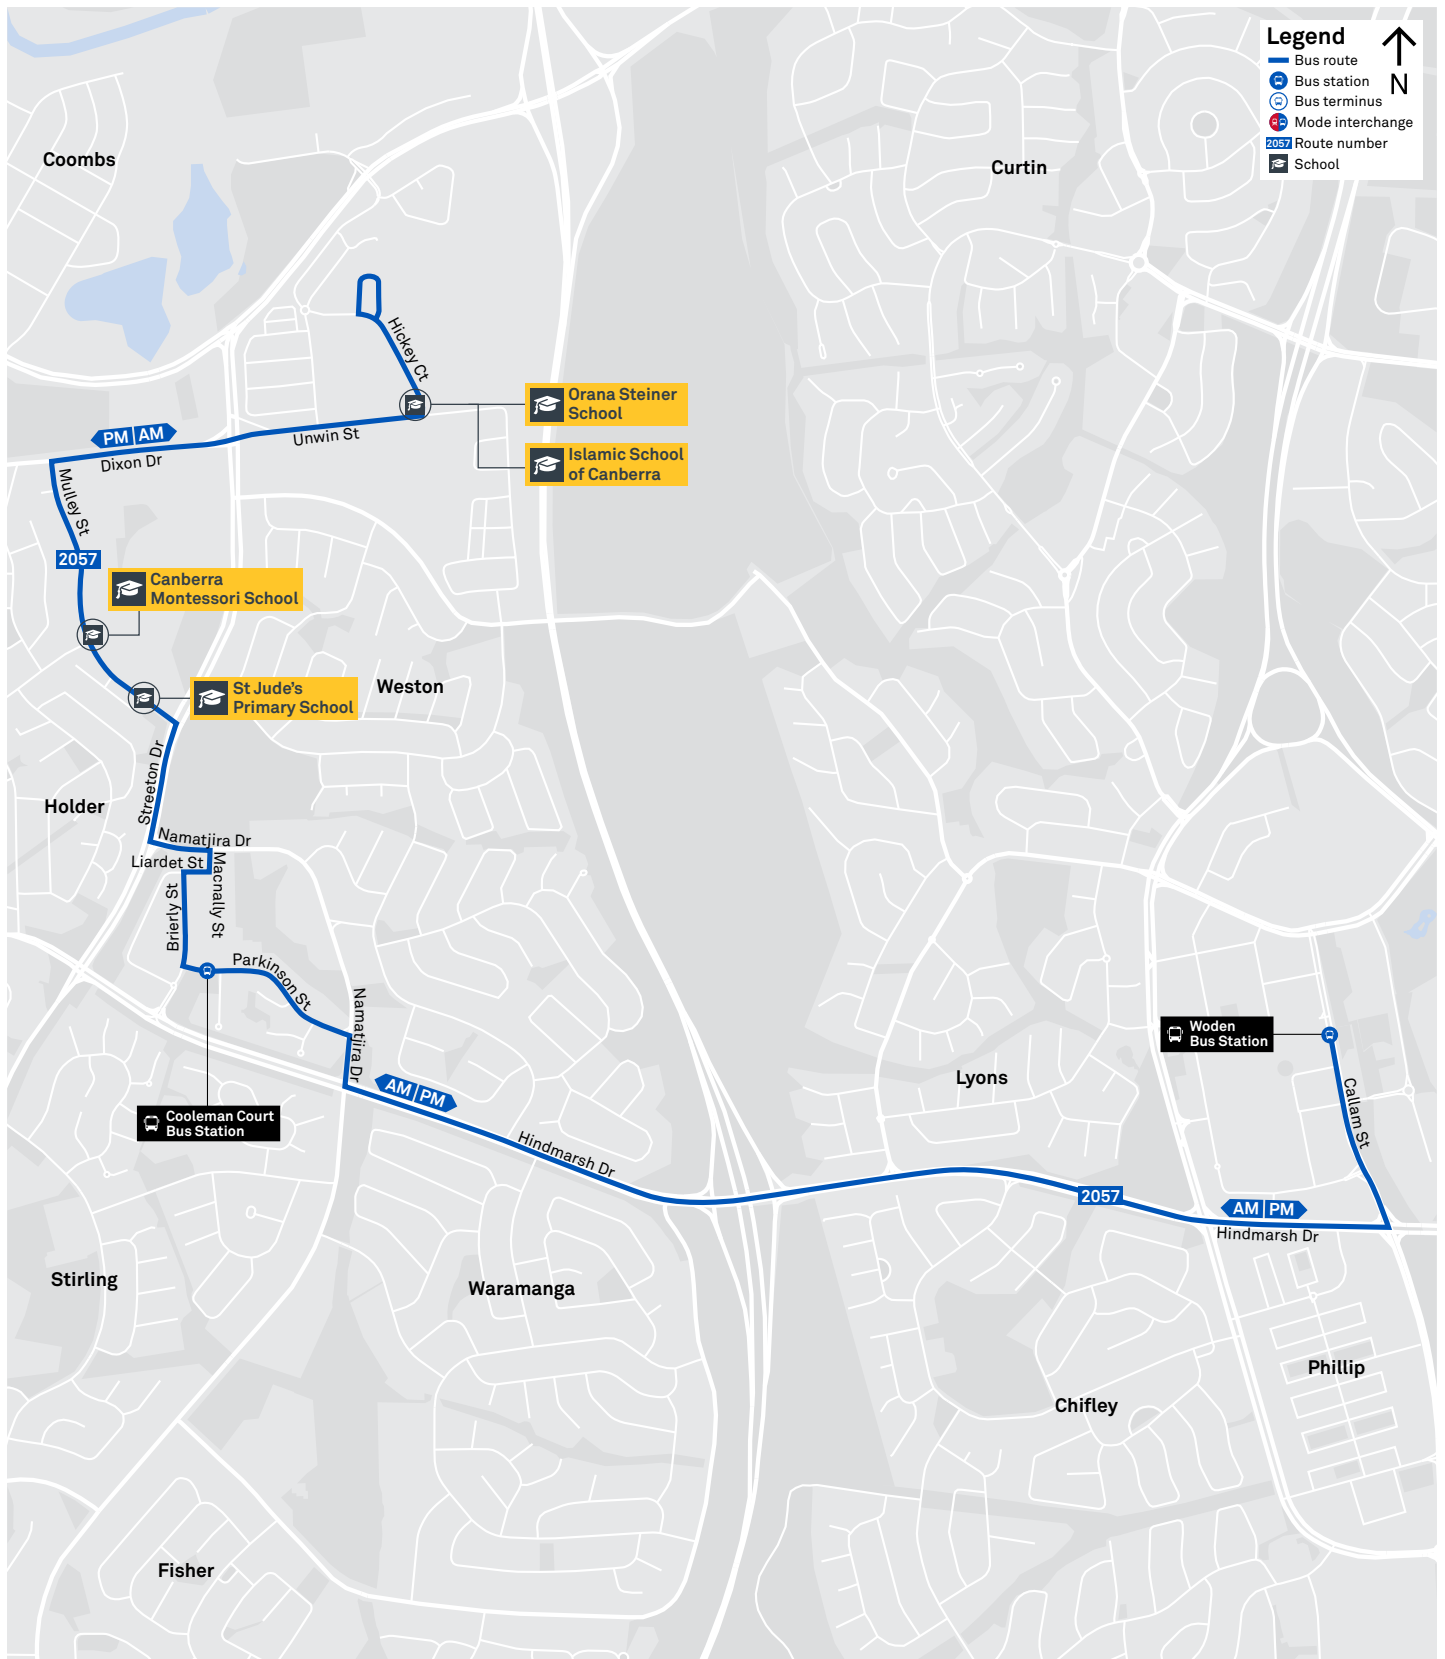 Legend
Bus route
Bus station
N
Bus terminus
Mode interchange
2057 Route number
School
Coombs
Curtin
Hickey Ct
Orana Steiner
School
Unwin St
PM AM
Dixon Dr
Islamic School
of Canberra
Mulley St
2057
Canberra
Montessori School
St Jude's
Primary School
Weston
Streeton Dr
Holder
Namatjira Dr
Liardet St
Macnally St
Brierly St
Parkinson St
Namatjira Dr
Woden
Bus Station
Lyons
Callam St
AM PM
Cooleman Court
Bus Station
Hindmarsh Dr
2057
AM PM
Hindmarsh Dr
Stirling
Waramanga
Phillip
Chifley
Fisher